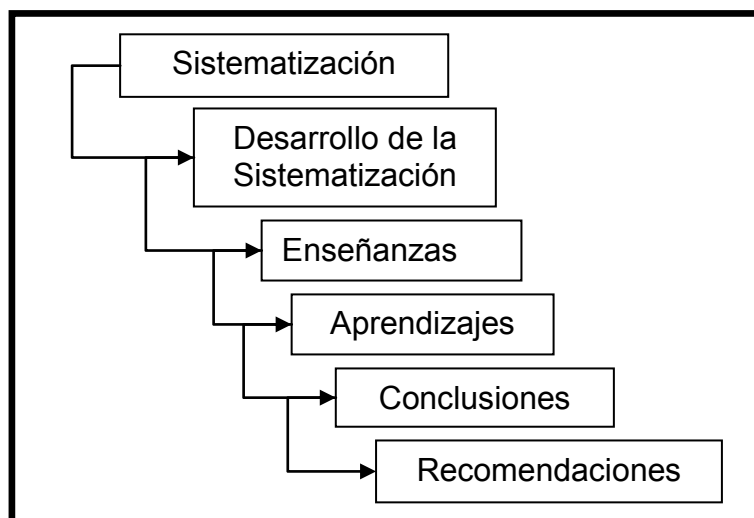 Sistematización
Desarrollo de la
Sistematización
Enseñanzas
Aprendizajes
Conclusiones
Recomendaciones